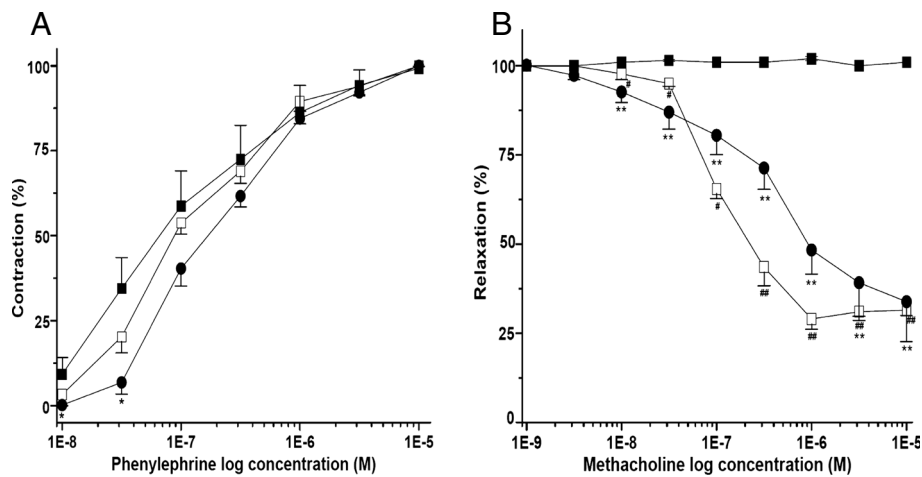 A
100
75
50
25
0
Contraction (%)
*
*
1E-8
1E-7
1E-6
1E-5
Phenylephrine log concentration (M)
B
100
75
50
25
0
Relaxation (%)
#
**
#
**
**
#
**
##
**
##
##
**
##
**
1E-9
1E-8
1E-7
1E-6
1E-5
Methacholine log concentration (M)